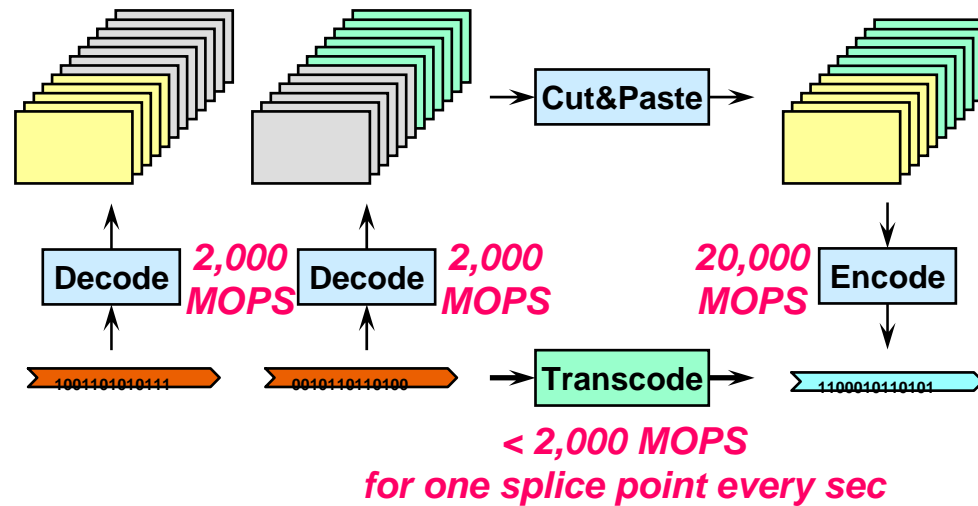 Cut&Paste
Decode
2,000
MOPS
Decode
2,000
MOPS
20,000
MOPS
Encode
1001101010111
0010110110100
Transcode
1100010110101
< 2,000 MOPS
for one splice point every sec